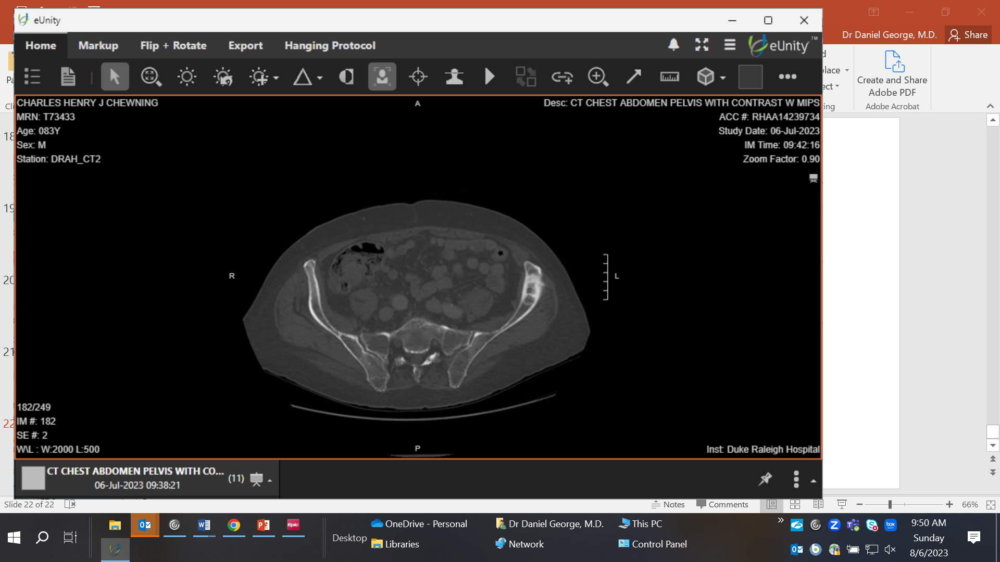 eUnity
Dr Daniel George, M.D.
Share
Home
Markup
Flip + Rotate
Export
Hanging Protocol
eUnity™
Create and Share
Adobe PDF
Adobe Acrobat
CHARLES HENRY J CHEWNING
MRN: T73433
Age: 083Y
Sex: M
Station: DRAH_CT2
A
Desc: CT CHEST ABDOMEN PELVIS WITH CONTRAST W MIPS
ACC #: RHAA14239734
Study Date: 06-Jul-2023
IM Time: 09:42:16
Zoom Factor: 0.90
18
19
20
21
22
R
L
182/249
IM #: 182
SE #: 2
W\L : W:2000 L:500
P
Inst: Duke Raleigh Hospital
CT CHEST ABDOMEN PELVIS WITH CO...
(11)
06-Jul-2023 09:38:21
Slide 22 of 22
Notes
Comments
66%
Desktop
OneDrive - Personal
Dr Daniel George, M.D.
This PC
Libraries
Network
Control Panel
9:50 AM
Sunday
8/6/2023